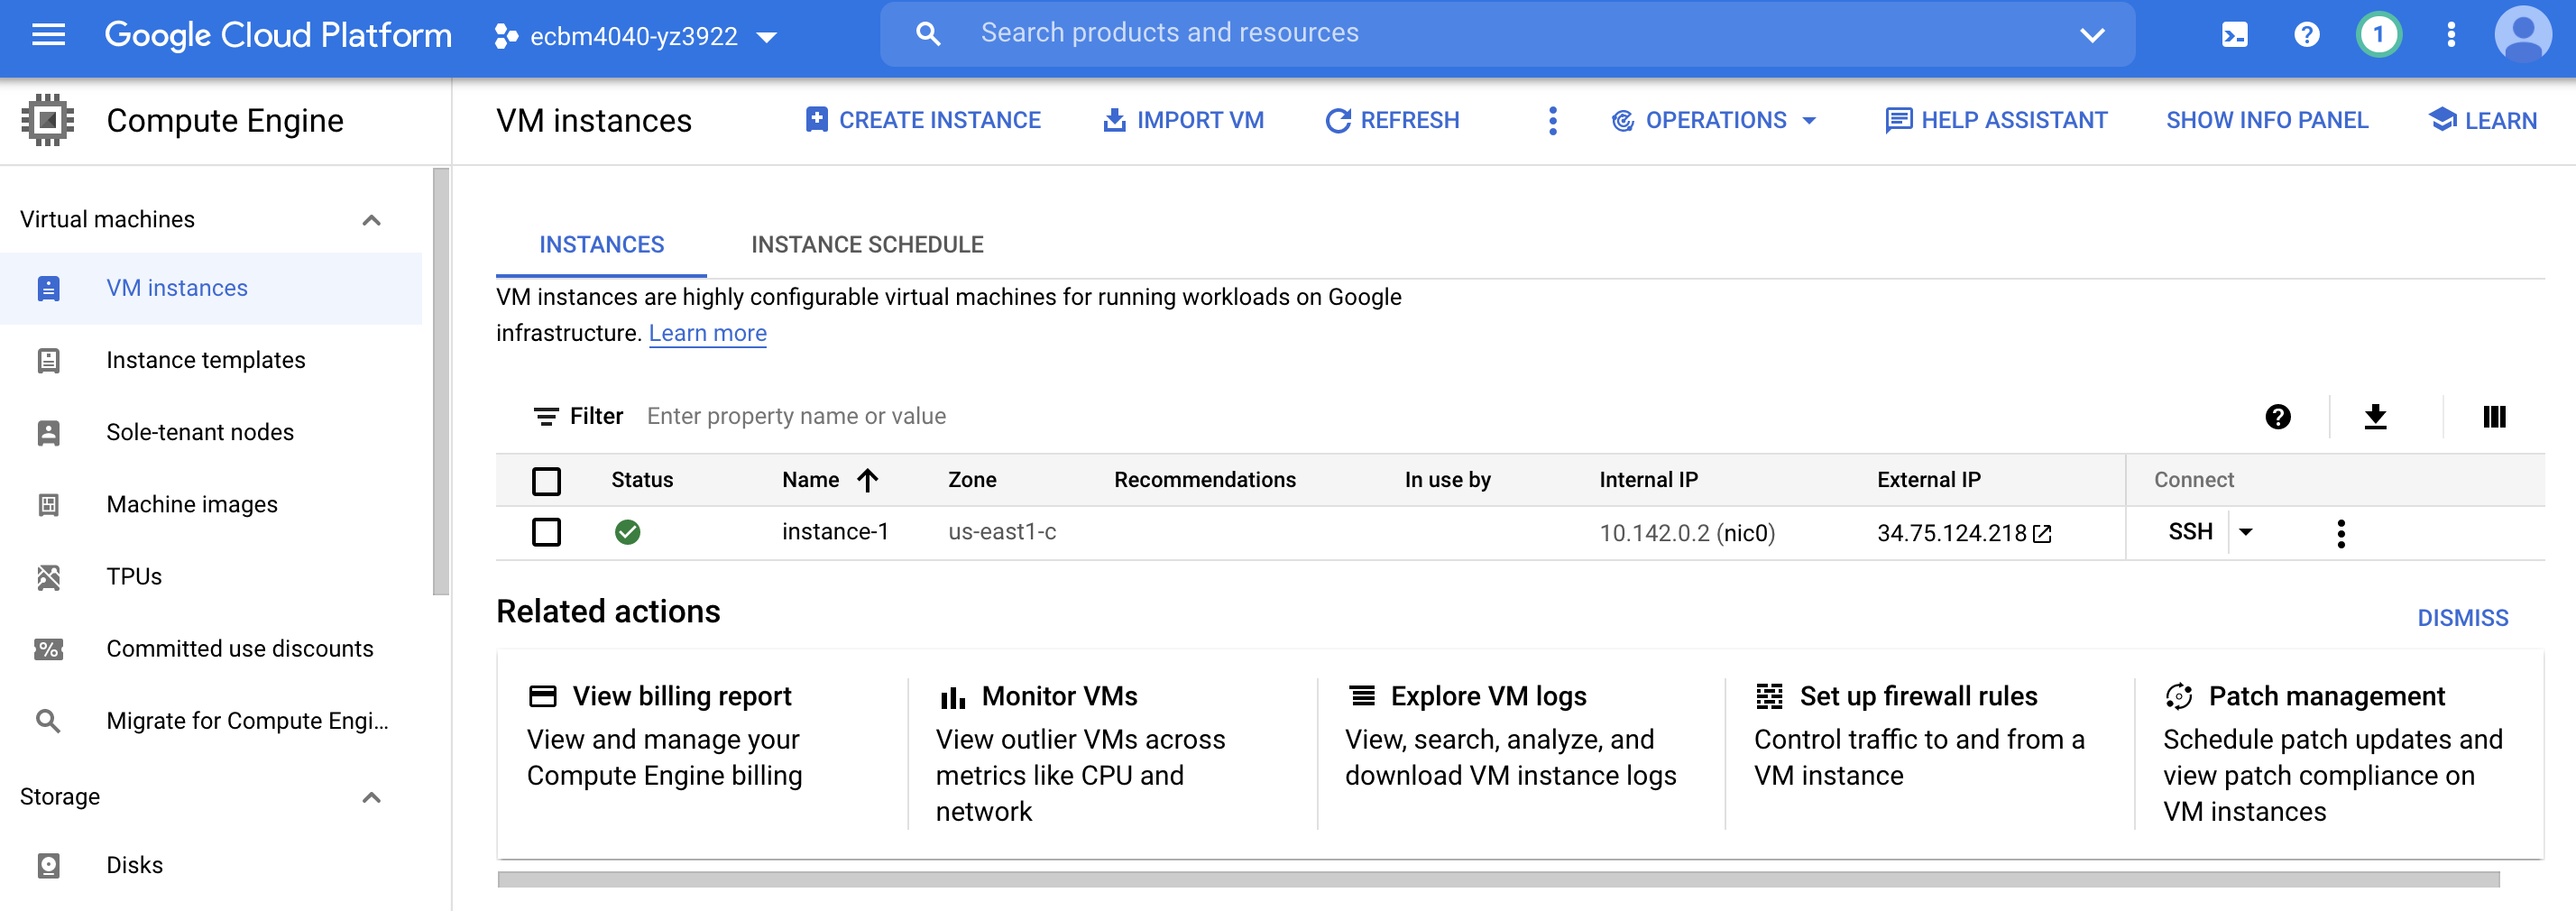 Google Cloud Platform
ecbm4040-yz3922
Search products and resources
1
Compute Engine
VM instances
CREATE INSTANCE
IMPORT VM
REFRESH
OPERATIONS
HELP ASSISTANT
SHOW INFO PANEL
LEARN
Virtual machines
VM instances
Instance templates
Sole-tenant nodes
Machine images
TPUs
Committed use discounts
Migrate for Compute Engi...
Storage
Disks
INSTANCES
INSTANCE SCHEDULE
VM instances are highly configurable virtual machines for running workloads on Google
infrastructure. Learn more
Filter Enter property name or value
Status Name Zone Recommendations In use by Internal IP External IP Connect
instance-1 us-east1-c 10.142.0.2 (nic0) 34.75.124.218 SSH
Related actions
DISMISS
View billing report
View and manage your
Compute Engine billing
Monitor VMs
View outlier VMs across
metrics like CPU and
network
Explore VM logs
View, search, analyze, and
download VM instance logs
Set up firewall rules
Control traffic to and from a
VM instance
Patch management
Schedule patch updates and
view patch compliance on
VM instances